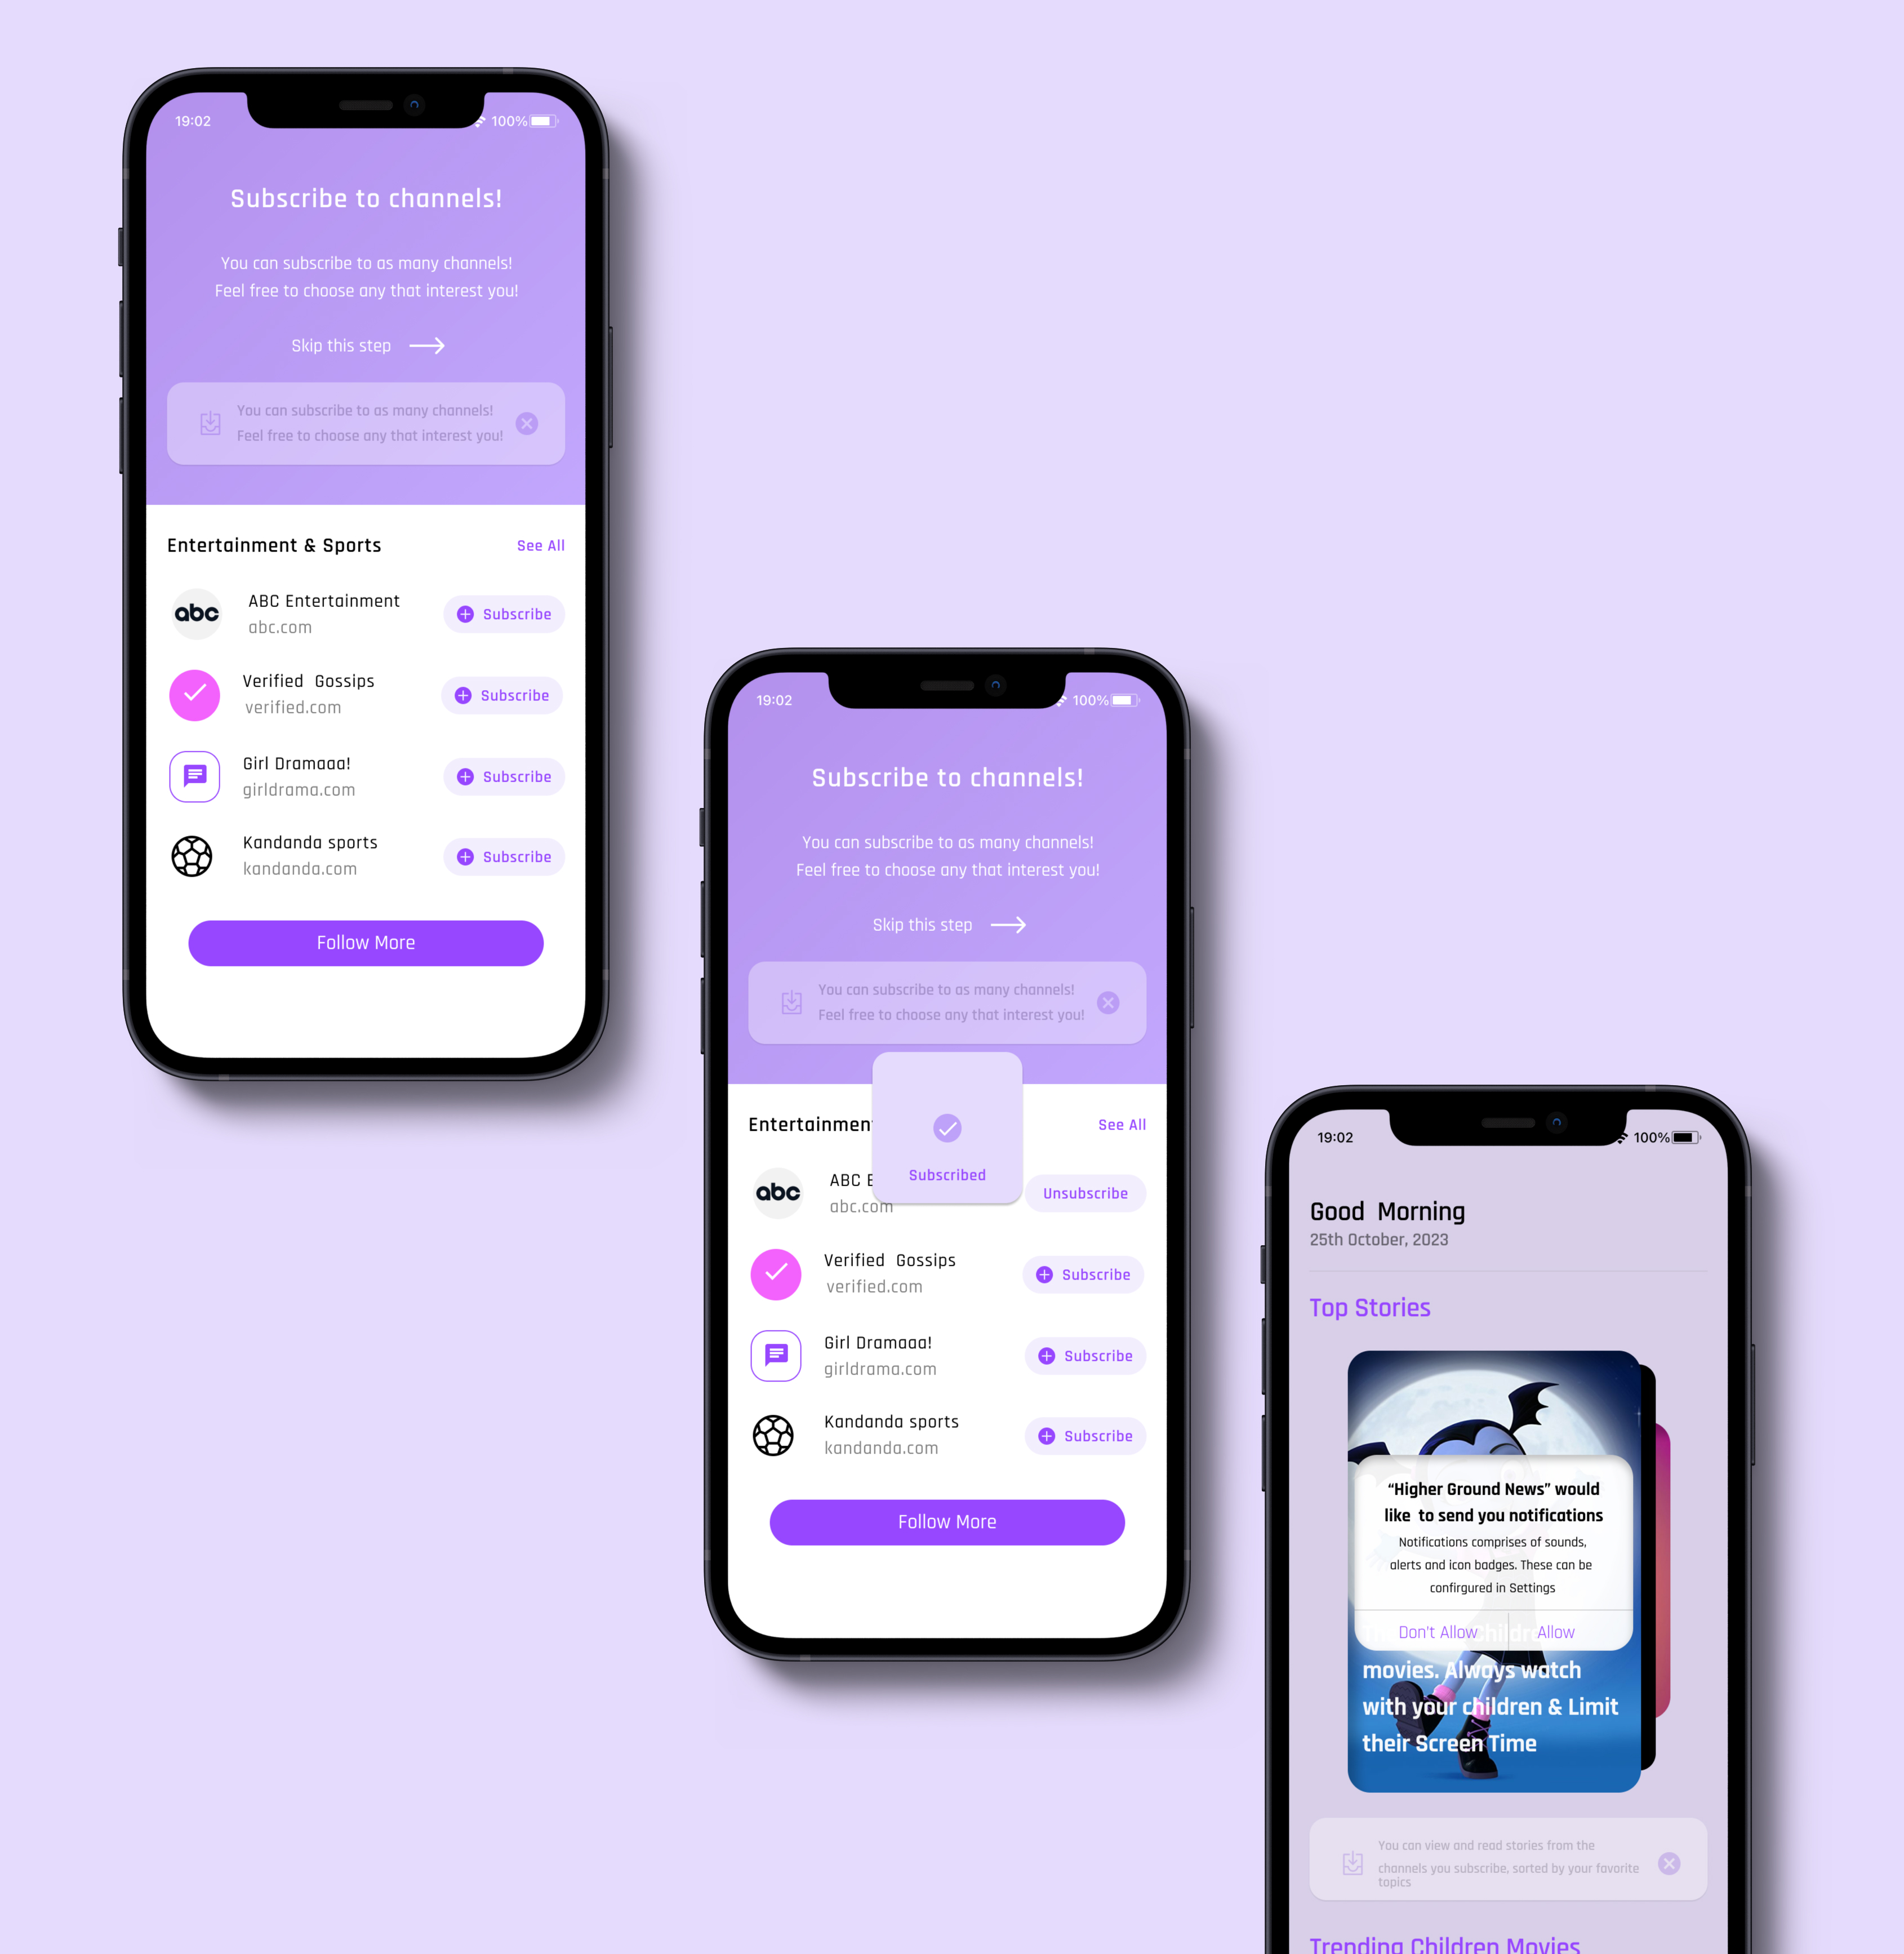 19:02
100%
Subscribe to channels!
You can subscribe to as many channels!
Feel free to choose any that interest you!
Skip this step
You can subscribe to as many channels!
Feel free to choose any that interest you!
Entertainment & Sports
See All
abc
ABC Entertainment
abc.com
Subscribe
Verified Gossips
verified.com
Subscribe
Girl Dramaaa!
girldrama.com
Subscribe
Kandanda sports
kandanda.com
Subscribe
Follow More
19:02
100%
Subscribe to channels!
You can subscribe to as many channels!
Feel free to choose any that interest you!
Skip this step
You can subscribe to as many channels!
Feel free to choose any that interest you!
Entertainmen
See All
Subscribed
abc
ABC E
abc.com
Unsubscribe
Verified Gossips
verified.com
Subscribe
Girl Dramaaa!
girldrama.com
Subscribe
Kandanda sports
kandanda.com
Subscribe
Follow More
19:02
100%
Good Morning
25th October, 2023
Top Stories
“Higher Ground News” would
like to send you notifications
Notifications comprises of sounds,
alerts and icon badges. These can be
confirgured in Settings
Don't Allow
Allow
movies. Always watch
with your children & Limit
their Screen Time
You can view and read stories from the
channels you subscribe, sorted by your favorite
topics
Trending Children Movies